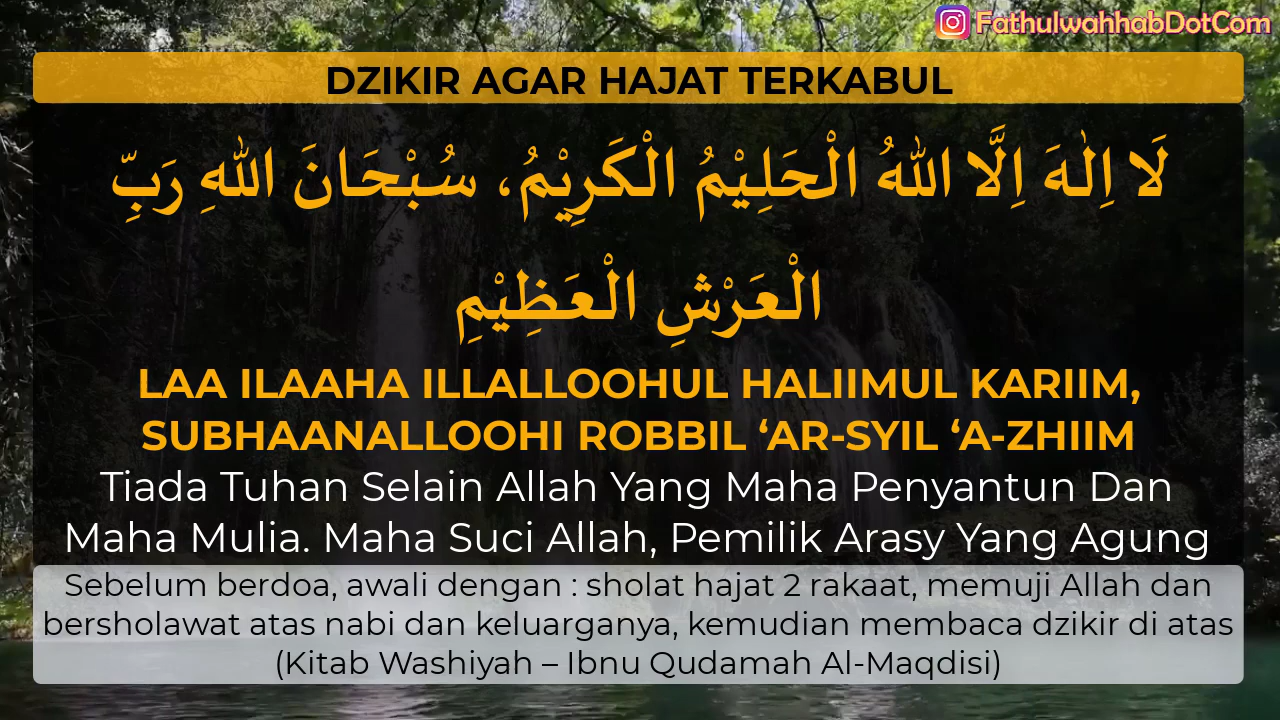 FathulwahhabDotCom
DZIKIR AGAR HAJAT TERKABUL
لَا اِلٰهَ اِلَّا اللهُ الْحَلِيْمُ الْكَرِيْمُ، سُبْحَانَ اللهِ رَبِّ
الْعَرْشِ الْعَظِيْمِ
LAA ILAAHA ILLALLOOHUL HALIIMUL KARIIM,
SUBHAANALLOOHI ROBBIL ‘AR-SYIL ‘A-ZHIIM
Tiada Tuhan Selain Allah Yang Maha Penyantun Dan
Maha Mulia. Maha Suci Allah, Pemilik Arasy Yang Agung
Sebelum berdoa, awali dengan : sholat hajat 2 rakaat, memuji Allah dan
bersholawat atas nabi dan keluarganya, kemudian membaca dzikir di atas
(Kitab Washiyah – Ibnu Qudamah Al-Maqdisi)